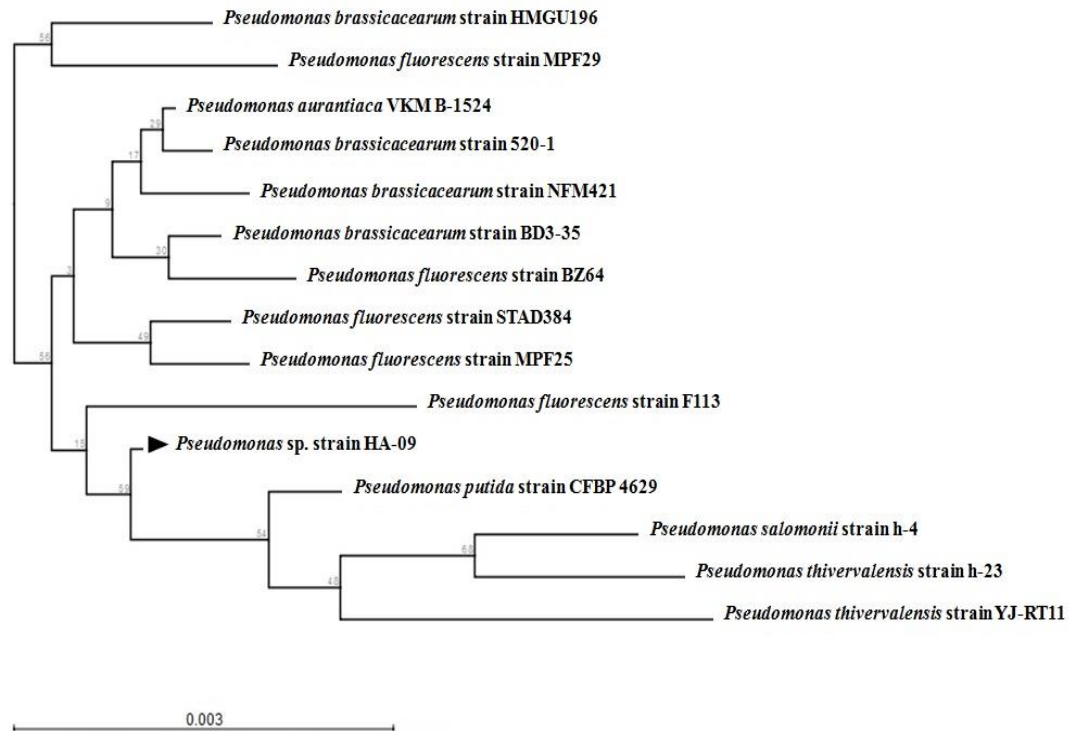 Pseudomonas brassicacearum strain HMGU196
56
Pseudomonas fluorescens strain MPF29
Pseudomonas aurantiaca VKM B-1524
29
Pseudomonas brassicacearum strain 520-1
17
Pseudomonas brassicacearum strain NFM421
9
Pseudomonas brassicacearum strain BD3-35
30
Pseudomonas fluorescens strain BZ64
Pseudomonas fluorescens strain STAD384
49
Pseudomonas fluorescens strain MPF25
56
Pseudomonas fluorescens strain F113
15
Pseudomonas sp. strain HA-09
59
Pseudomonas putida strain CFBP 4629
54
Pseudomonas salomonii strain h-4
68
Pseudomonas thivervalensis strain h-23
48
Pseudomonas thivervalensis strain YJ-RT11
0.003